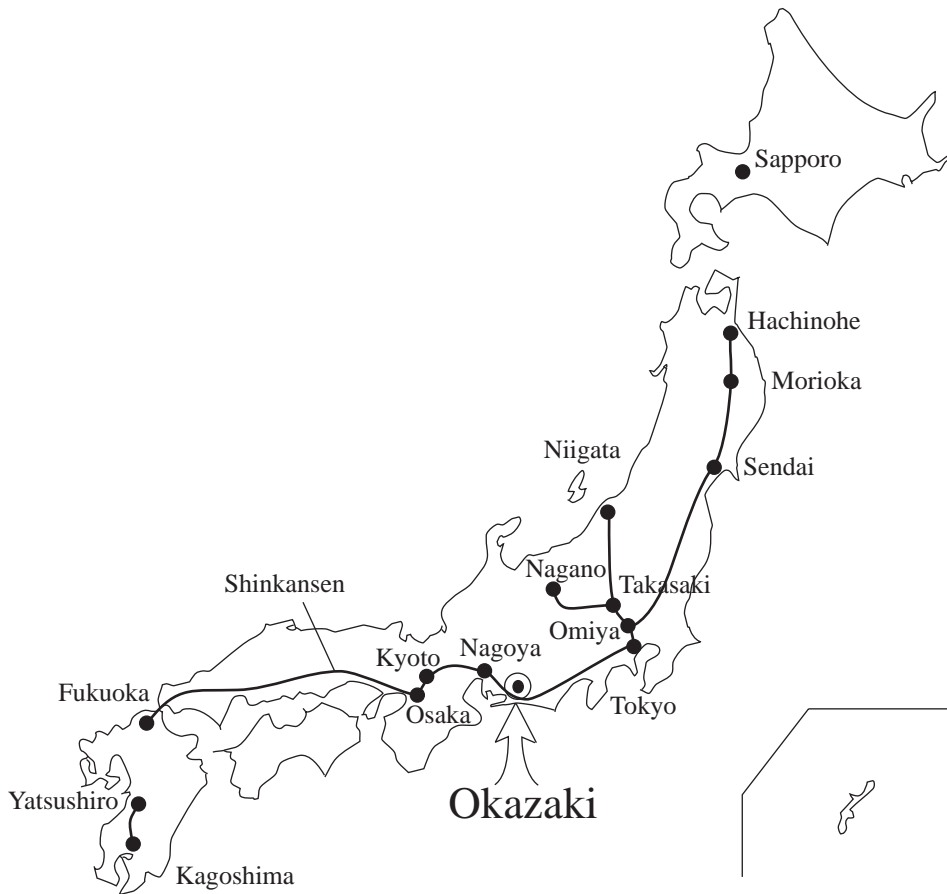 Sapporo
Hachinohe
Morioka
Niigata
Sendai
Nagano
Shinkansen
Takasaki
Omiya
Nagoya
Kyoto
Fukuoka
Osaka
Tokyo
Yatsushiro
Okazaki
Kagoshima